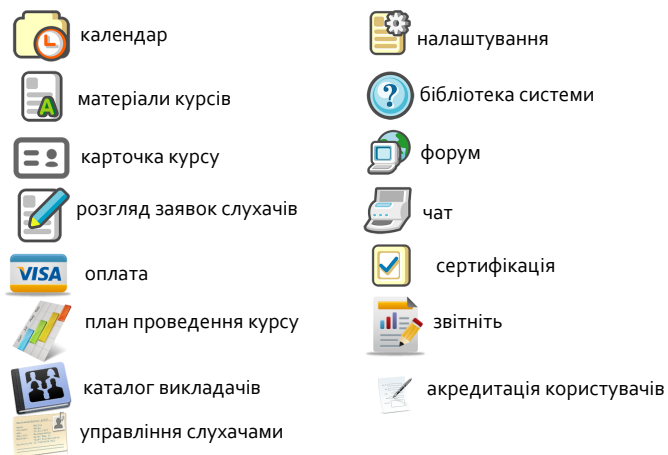 календар
матеріали курсів
A
карточка курсу
розгляд заявок слухачів
VISA
оплата
план проведення курсу
каталог викладачів
управління слухачами
налаштування
?
бібліотека системи
форум
чат
сертифікація
звітніть
акредитація користувачів